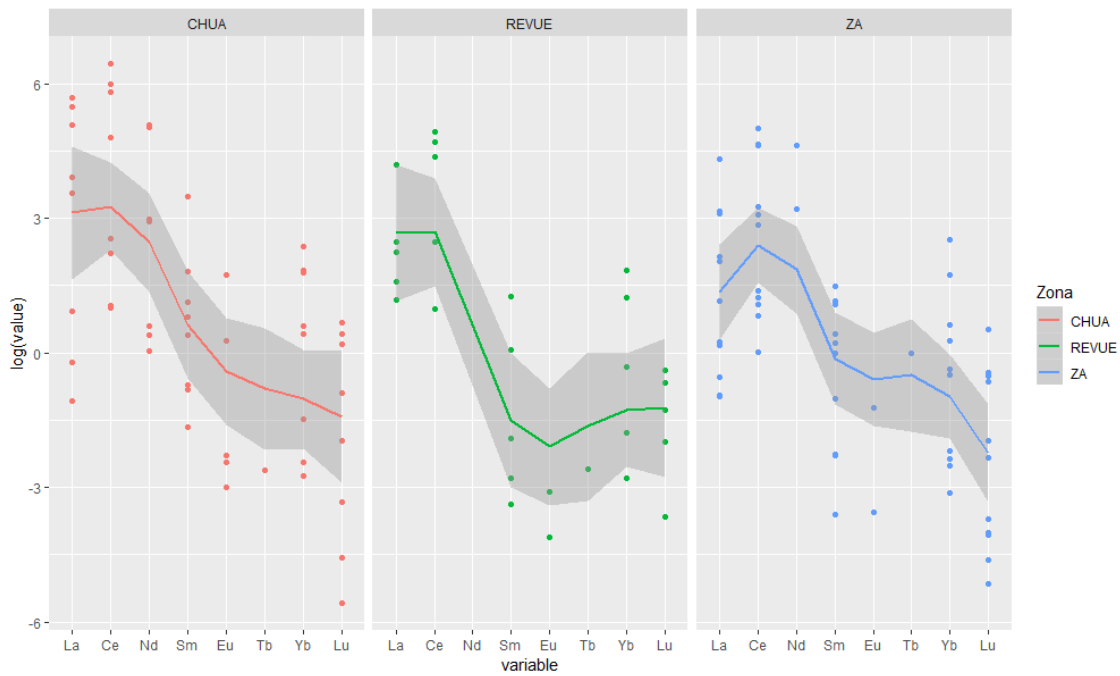 CHUA
REVUE
ZA
log(value)
6
3
0
-3
-6
La Ce Nd Sm Eu Tb Yb Lu
La Ce Nd Sm Eu Tb Yb Lu
La Ce Nd Sm Eu Tb Yb Lu
variable
Zona
CHUA
REVUE
ZA